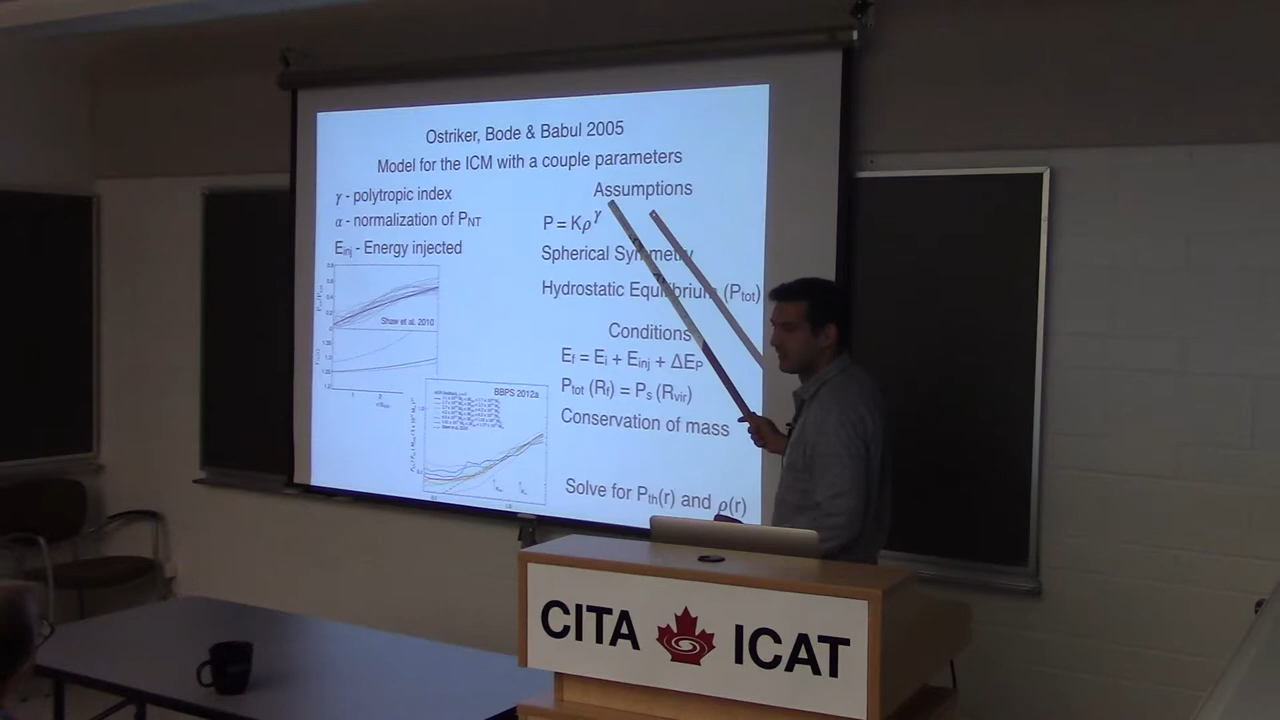 Ostriker, Bode & Babul 2005
Model for the ICM with a couple parameters
γ - polytropic index
α - normalization of P_NT
E_inj - Energy injected
Shaw et al. 2010
BBPS 2012a
Assumptions
P = Kρ^γ
Spherical Symmetry
Hydrostatic Equilibrium (P_tot)
Conditions
E_f = E_i + E_inj + ΔE_P
P_tot (R_f) = P_s (R_vir)
Conservation of mass
Solve for P_th(r) and ρ(r)
CITA ICAT